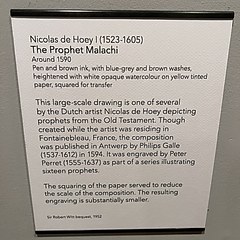 Nicolas de Hoey I (1523-1605)
The Prophet Malachi
Around 1590
Pen and brush ink, with blue-grey and brown washes,
heightened with white opaque watercolour on yellow tinted
paper, squared for transfer
This large-scale drawing is one of several
by the Dutch artist Nicolas de Hoey depicting
prophets from the Old Testament. Though
created while the artist was residing in
Fontainebleau, France, the composition
was published in Antwerp by Philips Galle
(1537-1612) in 1594. It was engraved by Peter
Perret (1555-1637) as part of a series illustrating
sixteen prophets.
The squaring of the paper served to reduce
the scale of the composition. The resulting
engraving is substantially smaller.
Sir Robert Witt bequest, 1952